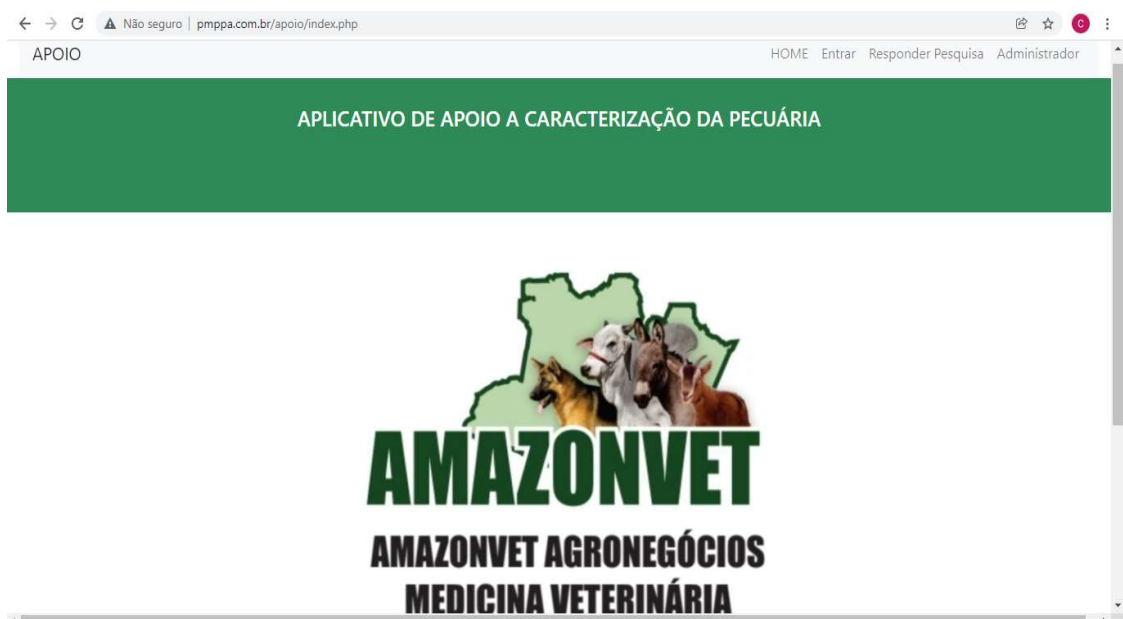 Não seguro | pmppa.com.br/apoio/index.php
C
APOIO
HOME Entrar Responder Pesquisa Administrador
APLICATIVO DE APOIO A CARACTERIZAÇÃO DA PECUÁRIA
AMAZONVET
AMAZONVET AGRONEGÓCIOS
MEDICINA VETERINÁRIA